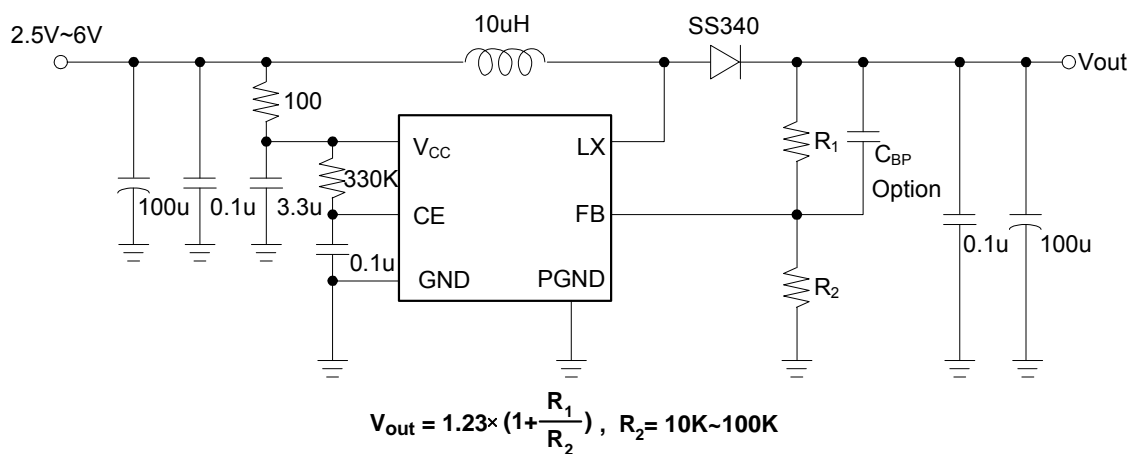 10uH
SS340
2.5V~6V
Vout
100
VCC
LX
R1
CBP
Option
330K
100u
0.1u
3.3u
CE
FB
0.1u
GND
PGND
R2
0.1u
100u
Vout = 1.23×(1+R1/R2), R2= 10K~100K